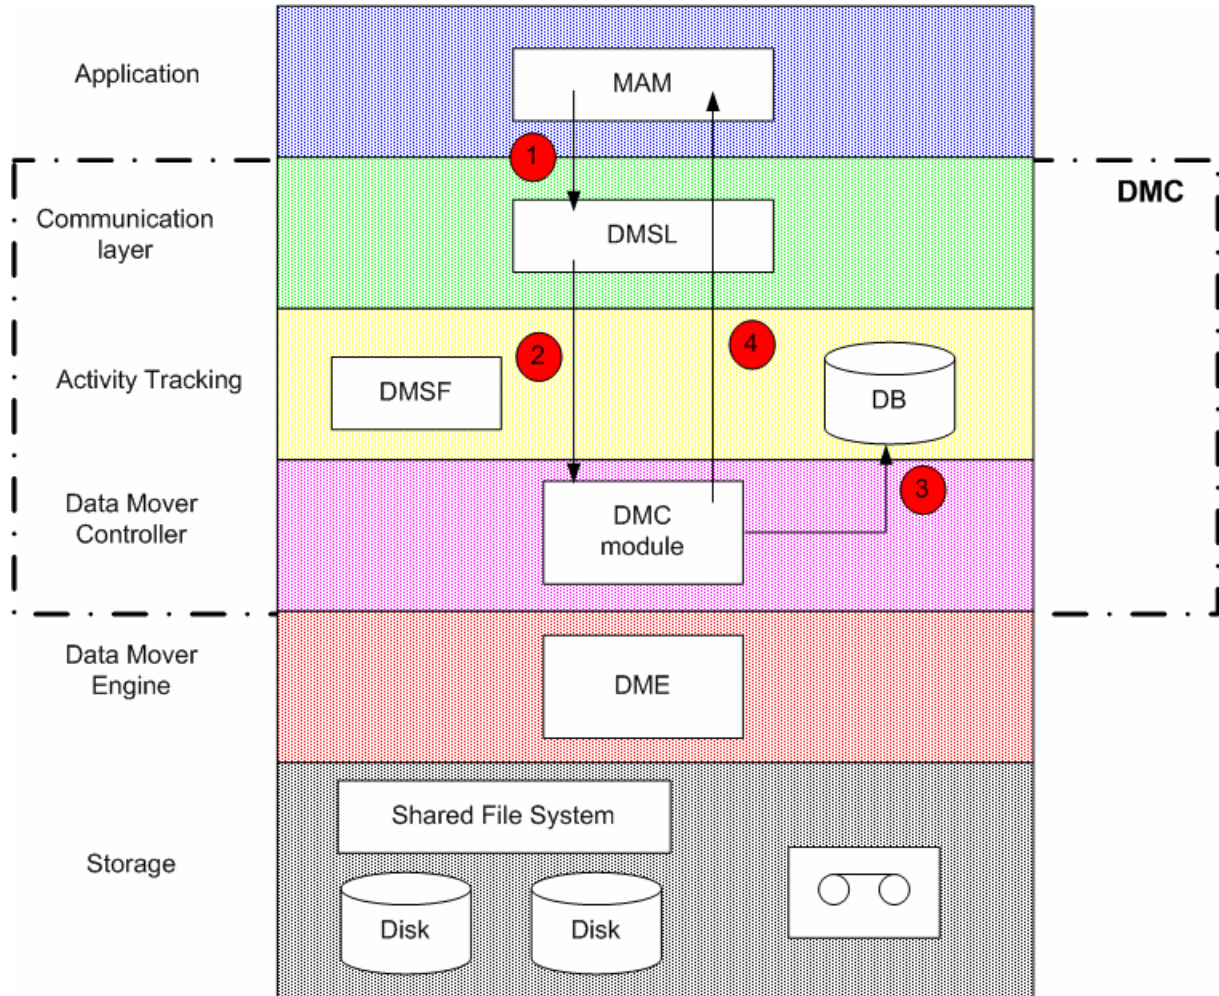 Application
MAM
1
DMC
Communication
layer
DMSL
2
4
Activity Tracking
DMSF
DB
3
Data Mover
Controller
DMC
module
Data Mover
Engine
DME
Shared File System
Storage
Disk
Disk